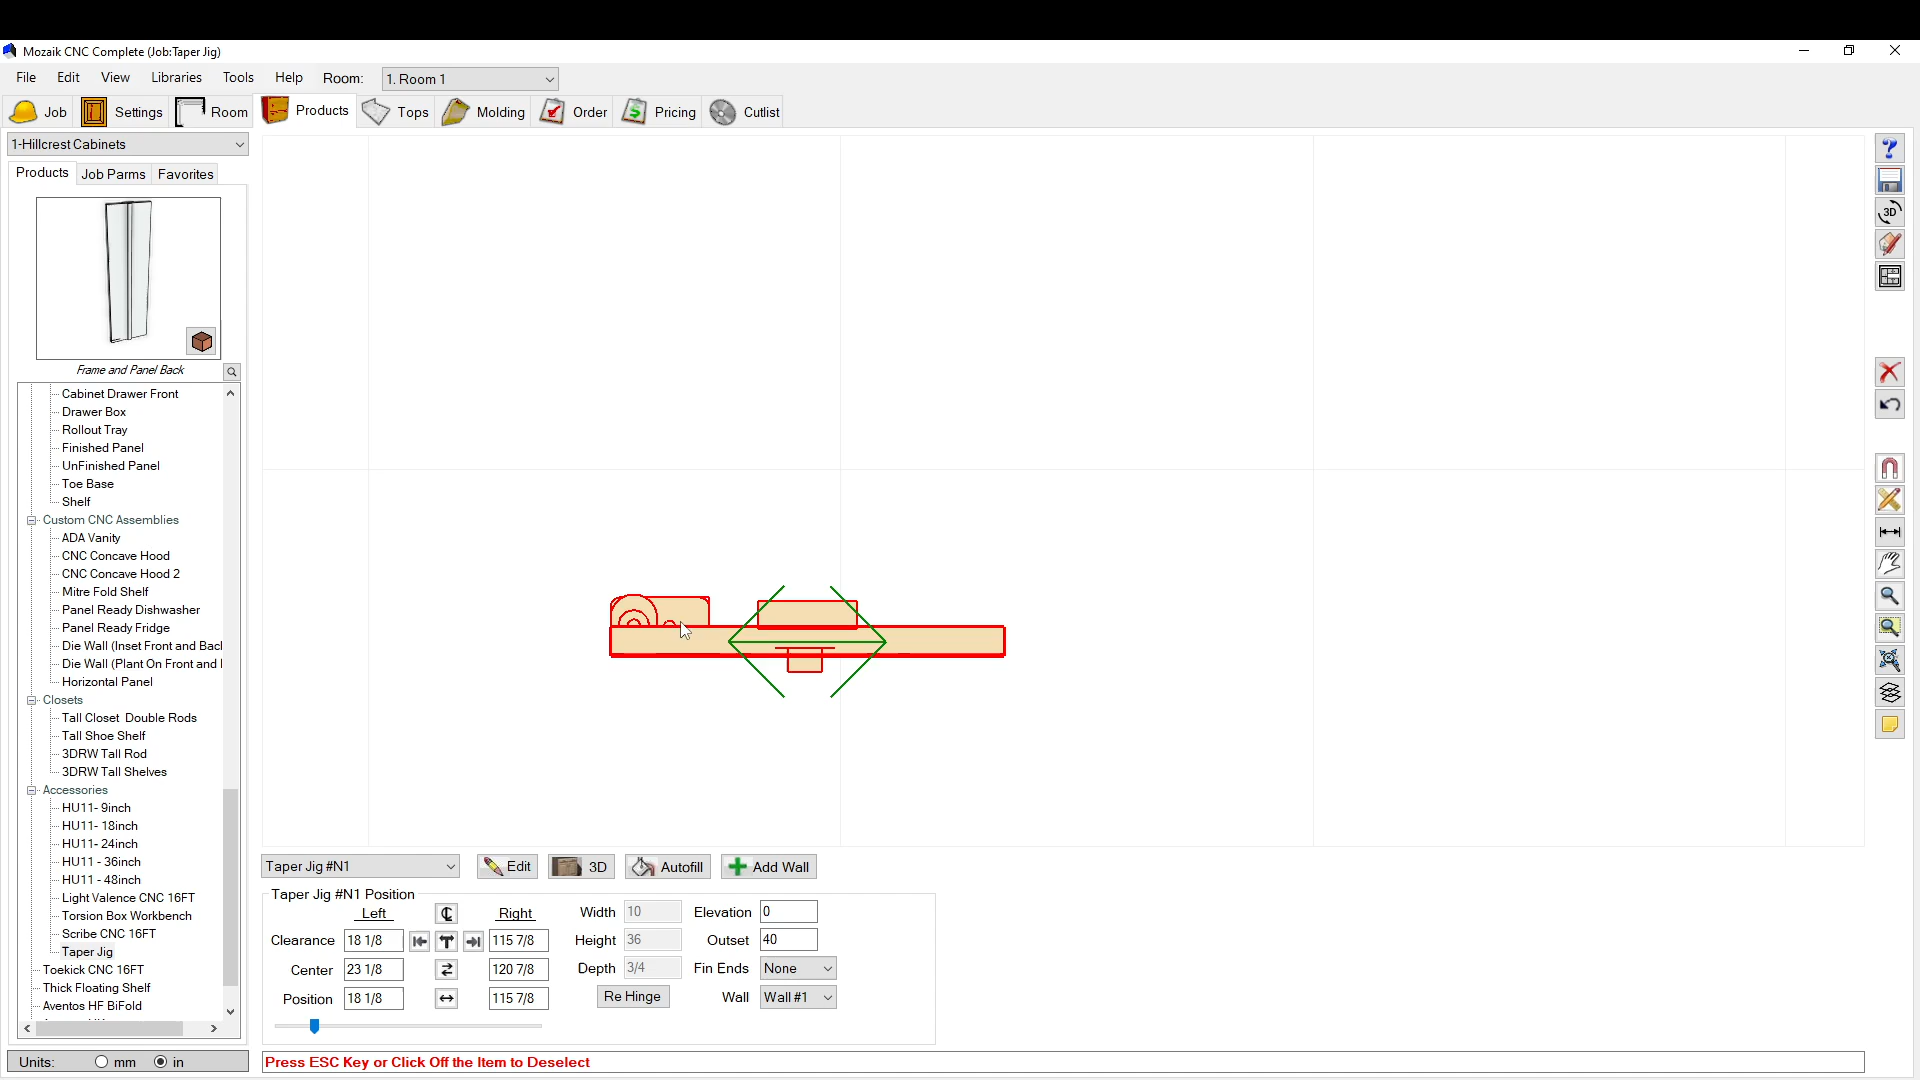 Mozaik CNC Complete (Job:Taper Jig)
File Edit View Libraries Tools Help Room: 1. Room 1
Job Settings Room Products Tops Molding Order Pricing Cutlist
1-Hillcrest Cabinets
Products Job Parms Favorites
Frame and Panel Back
Cabinet Drawer Front
Drawer Box
Rollout Tray
Finished Panel
UnFinished Panel
Toe Base
Shelf
Custom CNC Assemblies
ADA Vanity
CNC Concave Hood
CNC Concave Hood 2
Mitre Fold Shelf
Panel Ready Dishwasher
Panel Ready Fridge
Die Wall (Inset Front and Bacl
Die Wall (Plant On Front and I
Horizontal Panel
Closets
Tall Closet Double Rods
Tall Shoe Shelf
3DRW Tall Rod
3DRW Tall Shelves
Accessories
HU11- 9inch
HU11- 18inch
HU11- 24inch
HU11 - 36inch
HU11 - 48inch
Light Valence CNC 16FT
Torsion Box Workbench
Scribe CNC 16FT
Taper Jig
Toekick CNC 16FT
Thick Floating Shelf
Aventos HF BiFold
Units: mm in
3D
Taper Jig #N1 Edit 3D Autofill Add Wall
Taper Jig #N1 Position
Left Right Width 10 Elevation 0
Clearance 18 1/8 115 7/8 Height 36 Outset 40
Center 23 1/8 120 7/8 Depth 3/4 Fin Ends None
Position 18 1/8 115 7/8 Re Hinge Wall Wall #1
Press ESC Key or Click Off the Item to Deselect